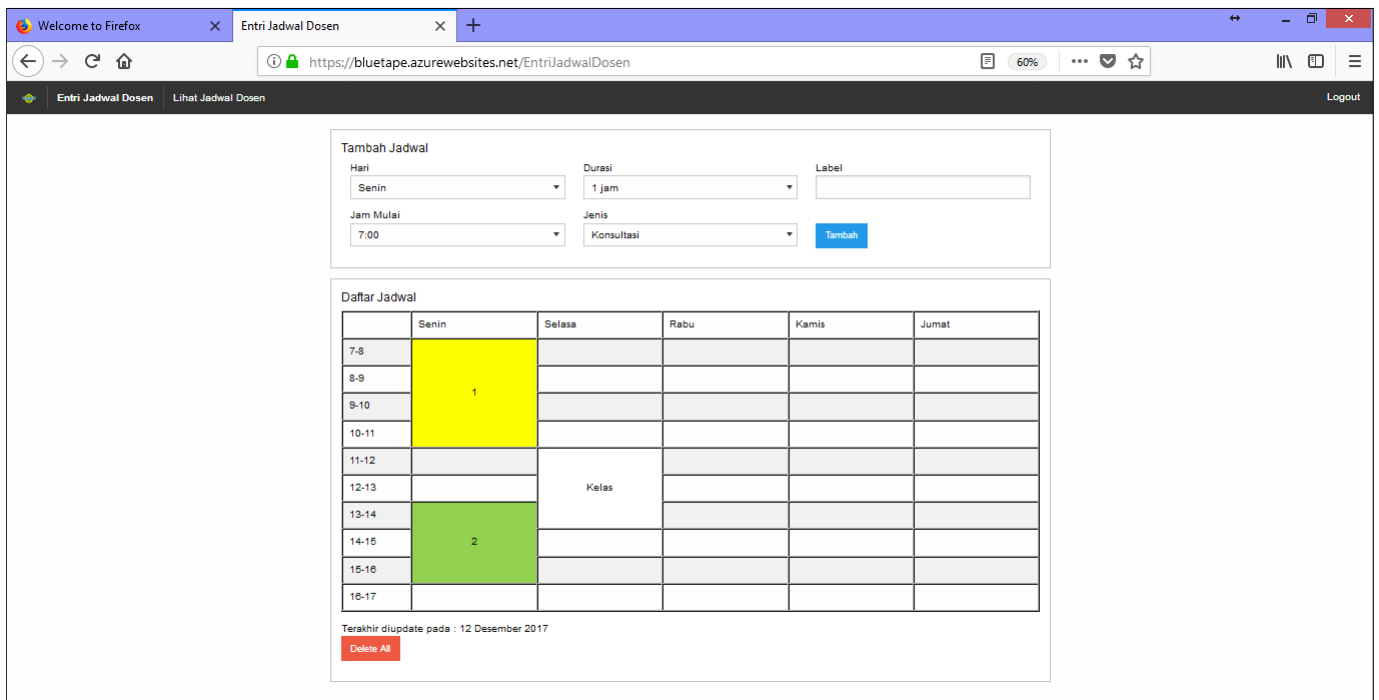 Welcome to Firefox
Entri Jadwal Dosen
https://bluetape.azurewebsites.net/EntriJadwalDosen
60%
Entri Jadwal Dosen
Lihat Jadwal Dosen
Logout
Tambah Jadwal
Hari
Durasi
Label
Senin
1 jam
Jam Mulai
Jenis
7:00
Konsultasi
Tambah
Daftar Jadwal
Senin
Selasa
Rabu
Kamis
Jumat
7-8
8-9
1
9-10
10-11
11-12
12-13
Kelas
13-14
14-15
2
15-16
16-17
Terakhir diupdate pada : 12 Desember 2017
Delete All